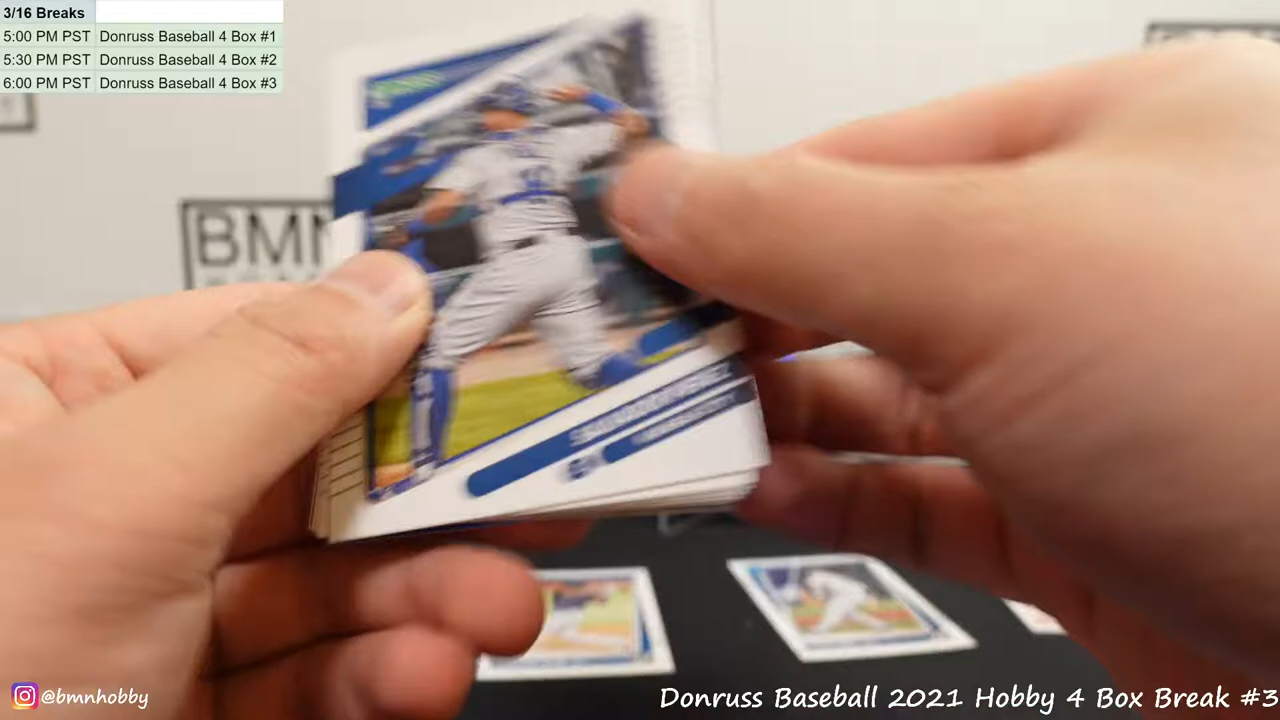 3/16 Breaks
5:00 PM PST Donruss Baseball 4 Box #1
5:30 PM PST Donruss Baseball 4 Box #2
6:00 PM PST Donruss Baseball 4 Box #3
BMN
@bmnhobby
Donruss Baseball 2021 Hobby 4 Box Break #3